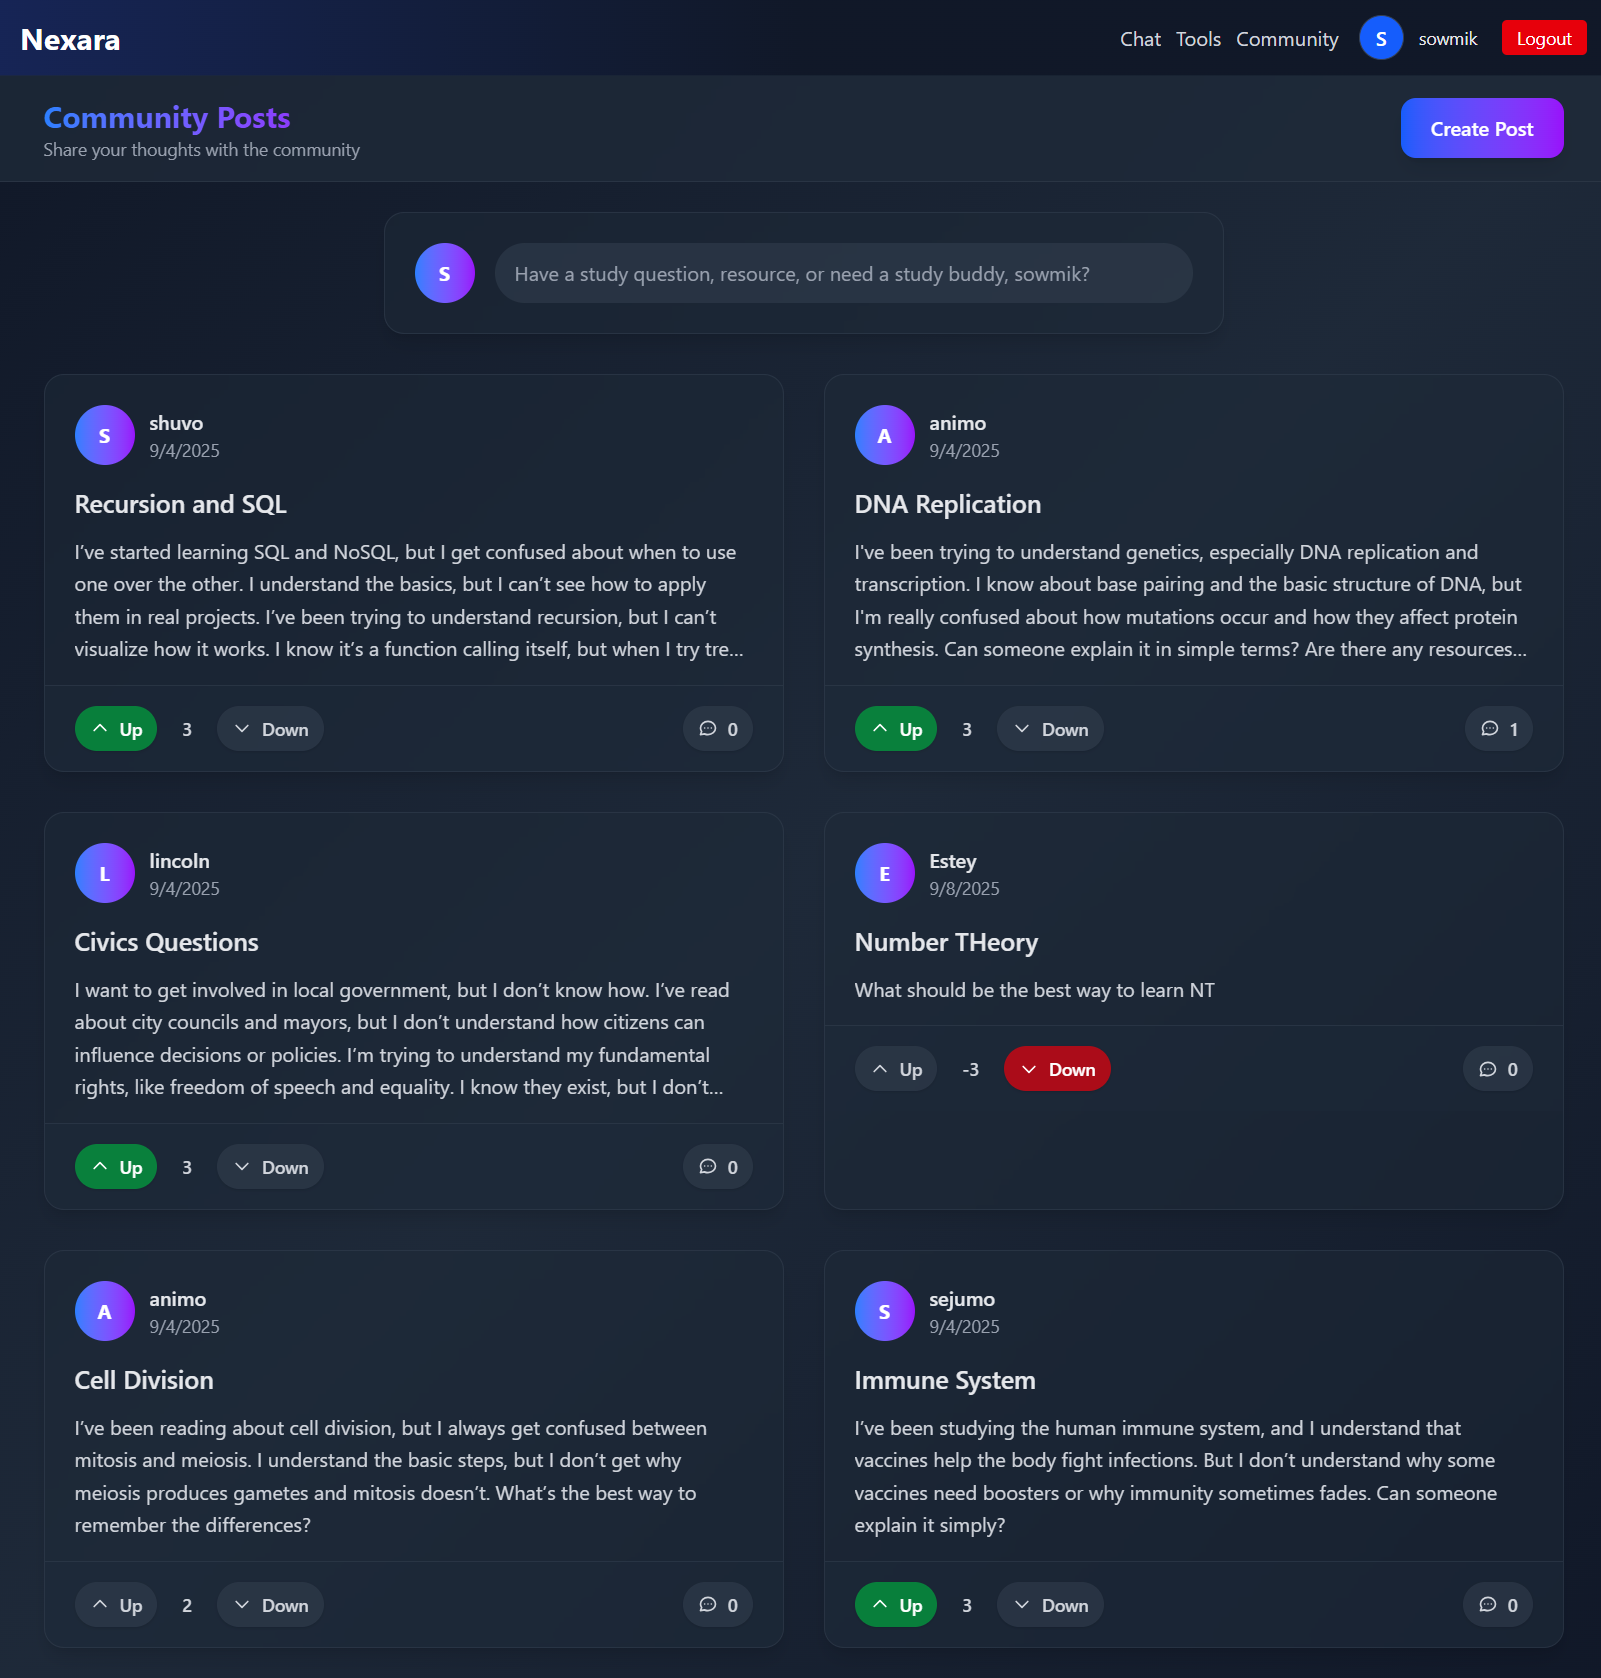 Nexara
Chat Tools Community S sowmik Logout
Community Posts
Share your thoughts with the community
Create Post
S
Have a study question, resource, or need a study buddy, sowmik?
S
shuvo
9/4/2025
Recursion and SQL
I’ve started learning SQL and NoSQL, but I get confused about when to use
one over the other. I understand the basics, but I can’t see how to apply
them in real projects. I’ve been trying to understand recursion, but I can’t
visualize how it works. I know it’s a function calling itself, but when I try tre...
Up 3 Down 0
A
animo
9/4/2025
DNA Replication
I've been trying to understand genetics, especially DNA replication and
transcription. I know about base pairing and the basic structure of DNA, but
I'm really confused about how mutations occur and how they affect protein
synthesis. Can someone explain it in simple terms? Are there any resources...
Up 3 Down 1
L
lincoln
9/4/2025
Civics Questions
I want to get involved in local government, but I don’t know how. I’ve read
about city councils and mayors, but I don’t understand how citizens can
influence decisions or policies. I’m trying to understand my fundamental
rights, like freedom of speech and equality. I know they exist, but I don’t...
Up 3 Down 0
E
Estey
9/8/2025
Number THeory
What should be the best way to learn NT
Up -3 Down 0
A
animo
9/4/2025
Cell Division
I’ve been reading about cell division, but I always get confused between
mitosis and meiosis. I understand the basic steps, but I don’t get why
meiosis produces gametes and mitosis doesn’t. What’s the best way to
remember the differences?
Up 2 Down 0
S
sejumo
9/4/2025
Immune System
I’ve been studying the human immune system, and I understand that
vaccines help the body fight infections. But I don’t understand why some
vaccines need boosters or why immunity sometimes fades. Can someone
explain it simply?
Up 3 Down 0